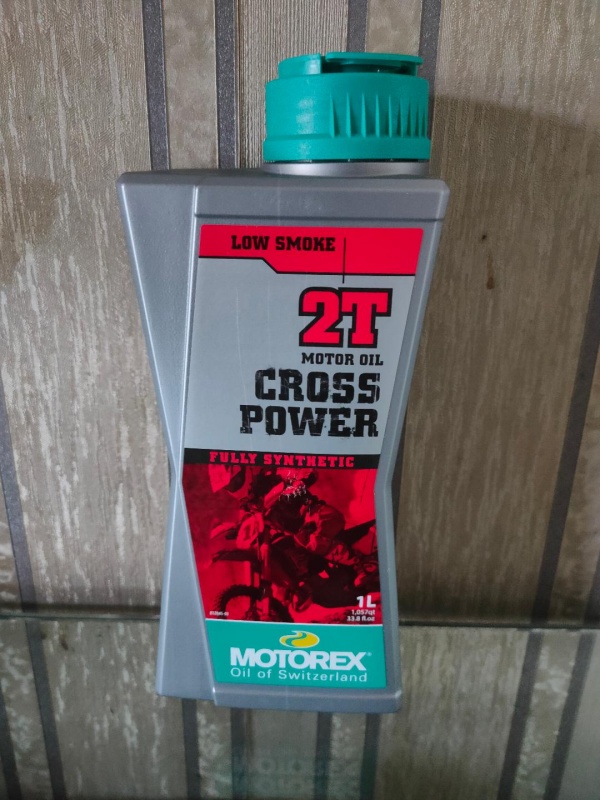 LOW SMOKE
2T
MOTOR OIL
CROSS
POWER
FULLY SYNTHETIC
1L
1,057qt
33.8 fl.oz
MOTOREX®
Oil of Switzerland